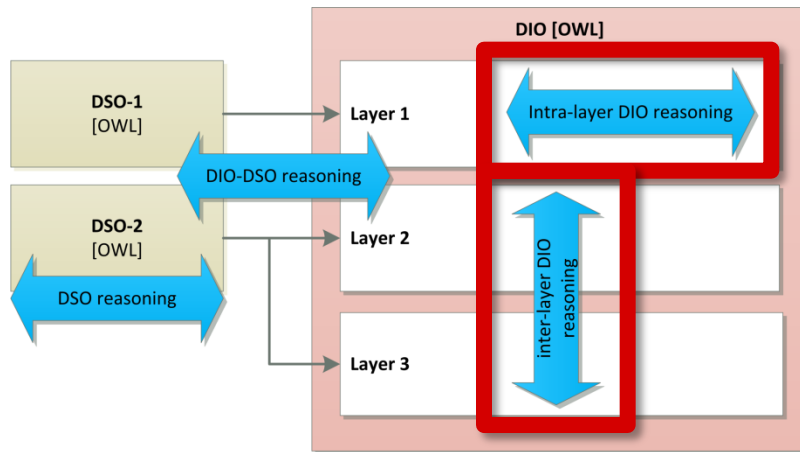 DIO [OWL]
DSO-1
[OWL]
Layer 1
Intra-layer DIO reasoning
DIO-DSO reasoning
DSO-2
[OWL]
Layer 2
inter-layer DIO
reasoning
DSO reasoning
Layer 3